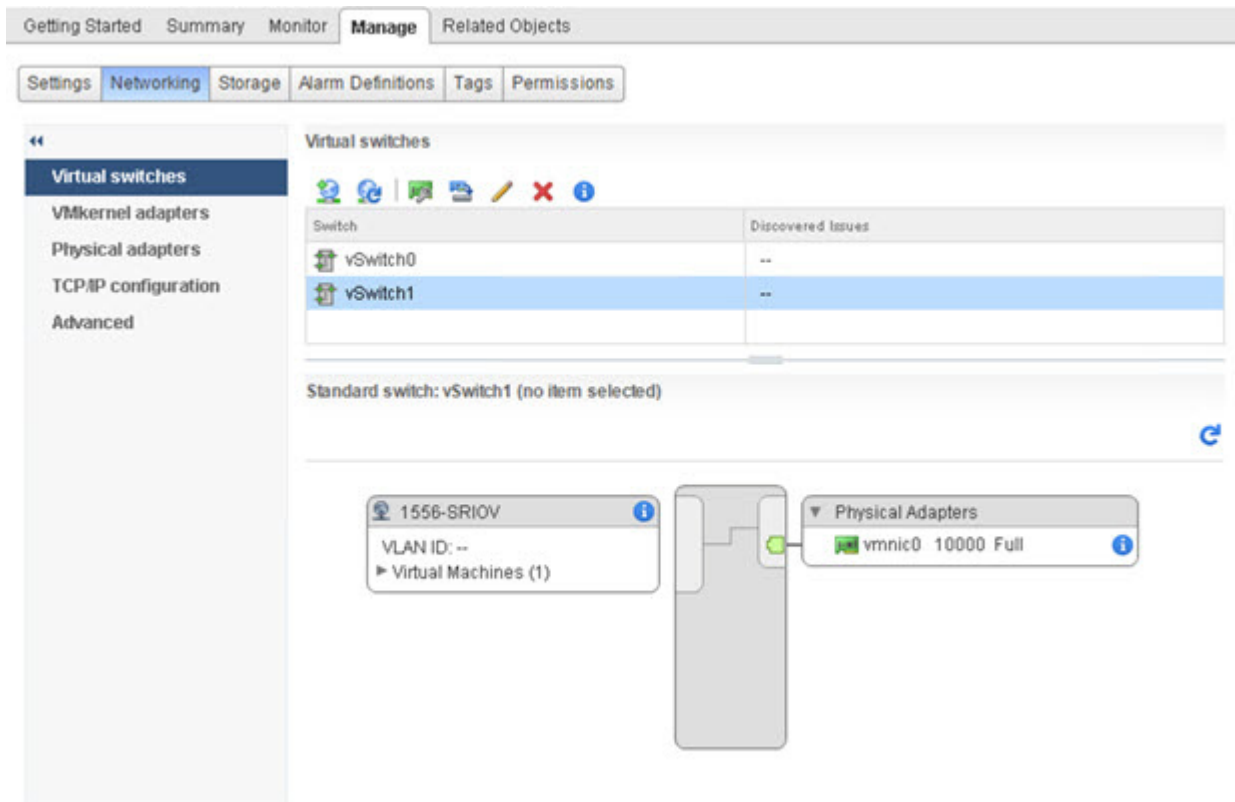 Getting Started Summary Monitor Manage Related Objects
Settings Networking Storage Alarm Definitions Tags Permissions
Virtual switches
VMkernel adapters
Physical adapters
TCP/IP configuration
Advanced
Virtual switches
Switch Discovered Issues
vSwitch0 --
vSwitch1 --
Standard switch: vSwitch1 (no item selected)
1556-SRIOV
VLAN ID: --
Virtual Machines (1)
Physical Adapters
vmnic0 10000 Full